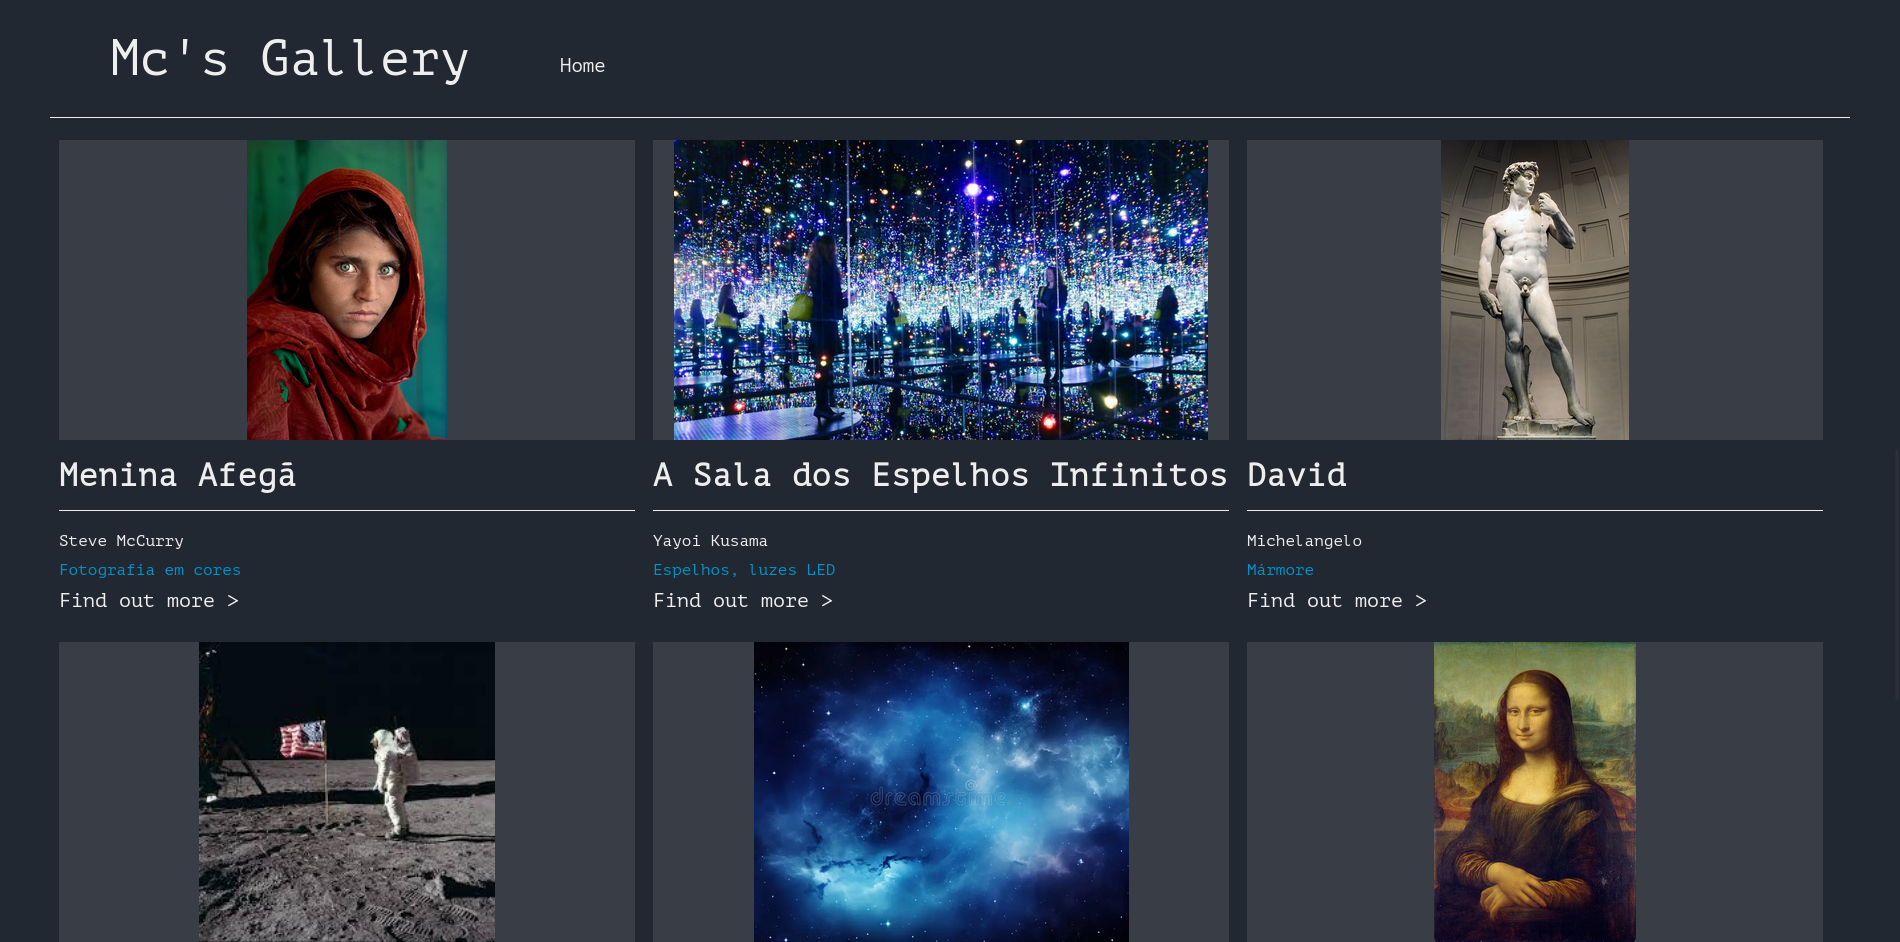 Mc's Gallery
Home
Menina Afegã
A Sala dos Espelhos Infinitos
David
Steve McCurry
Yayoi Kusama
Michelangelo
Fotografia em cores
Espelhos, luzes LED
Mármore
Find out more >
Find out more >
Find out more >
dreamstime